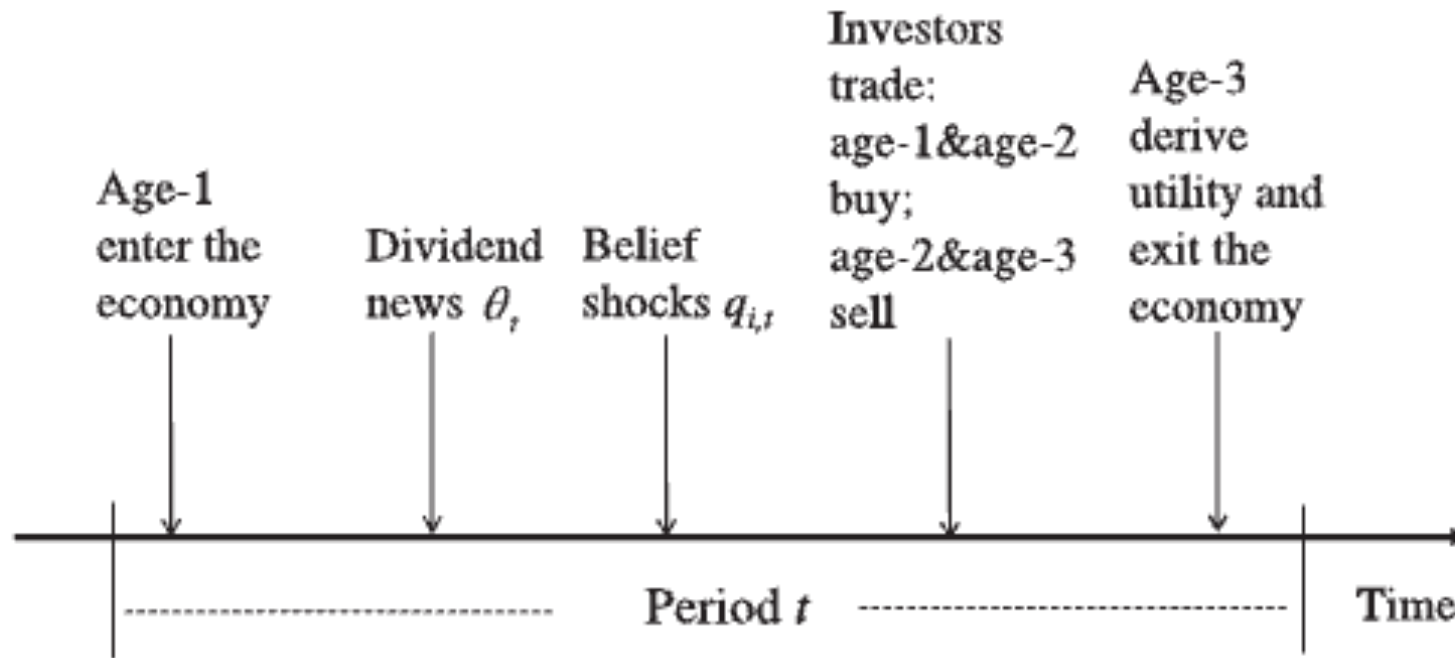 Age-1
enter the
economy
Dividend
news θₜ
Belief
shocks qᵢ,ₜ
Investors
trade:
age-1&age-2
buy;
age-2&age-3
sell
Age-3
derive
utility and
exit the
economy
Period t
Time